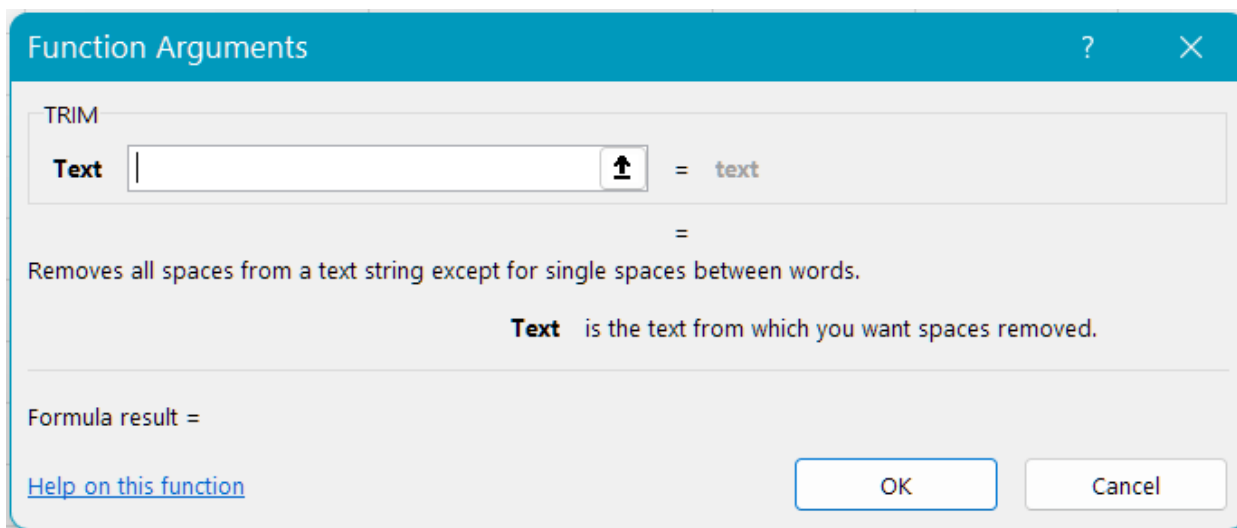 Function Arguments ?
TRIM
Text = text
=
Removes all spaces from a text string except for single spaces between words.
Text is the text from which you want spaces removed.
Formula result =
Help on this function OK Cancel